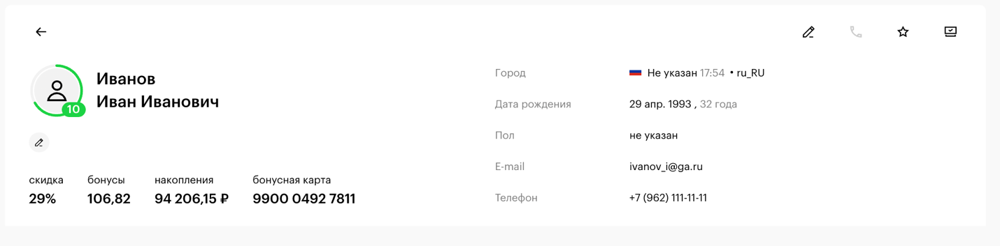 Иванов
Иван Иванович
10
скидка бонусы накопления бонусная карта
29% 106,82 94 206,15 ₽ 9900 0492 7811
Город Не указан 17:54 • ru_RU
Дата рождения 29 апр. 1993 , 32 года
Пол не указан
E-mail ivanov_i@ga.ru
Телефон +7 (962) 111-11-11